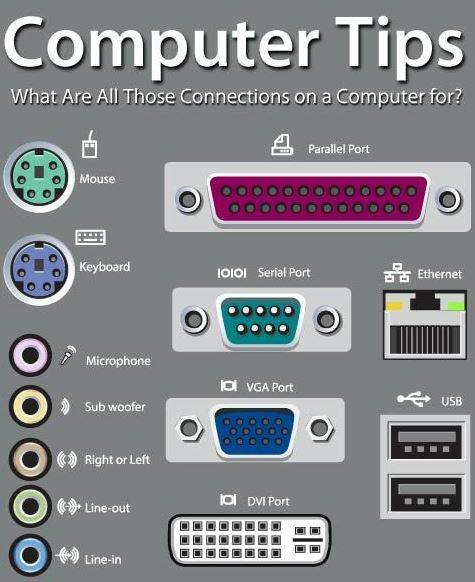 Computer Tips
What Are All Those Connections on a Computer for?
Mouse
Parallel Port
Keyboard
IOIOI Serial Port
Ethernet
Microphone
VGA Port
Sub woofer
USB
Right or Left
Line-out
DVI Port
Line-in